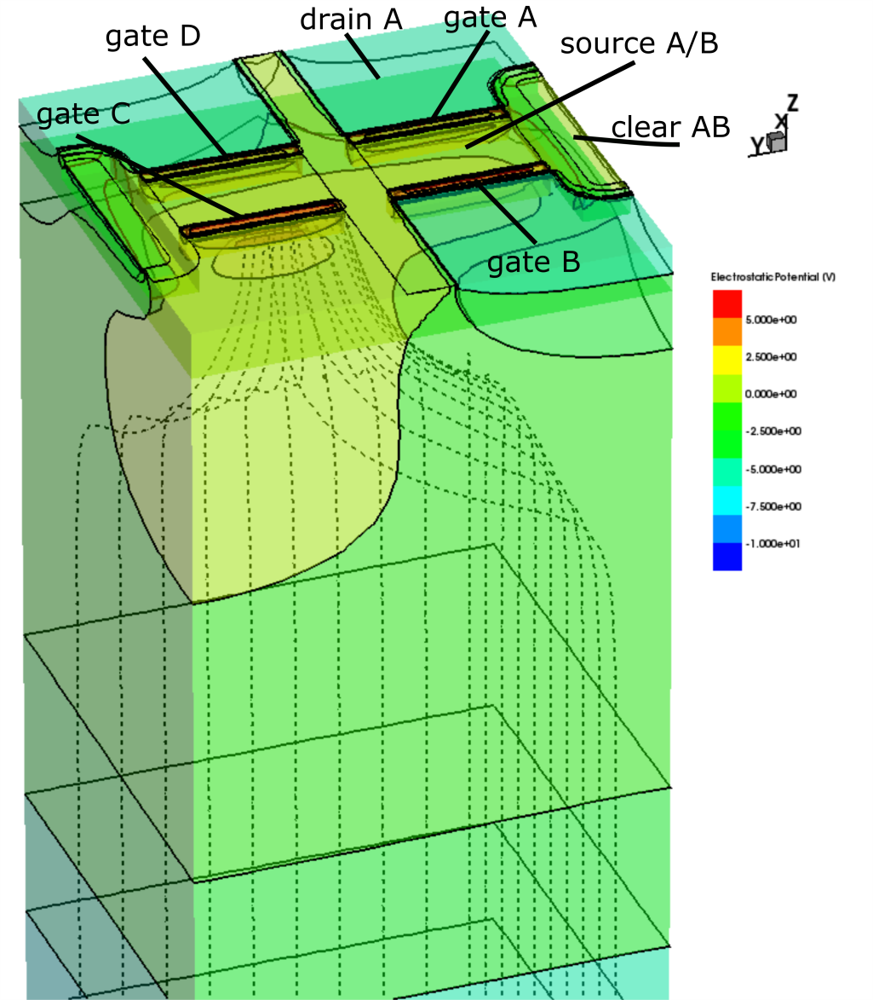 drain A
gate A
gate D
source A/B
gate C
clear AB
Z
X
Y
gate B
ElectrostaticPotential (V)
5.000e+00
2.500e+00
0.000e+00
-2.500e+00
-5.000e+00
-7.500e+00
-1.000e+01